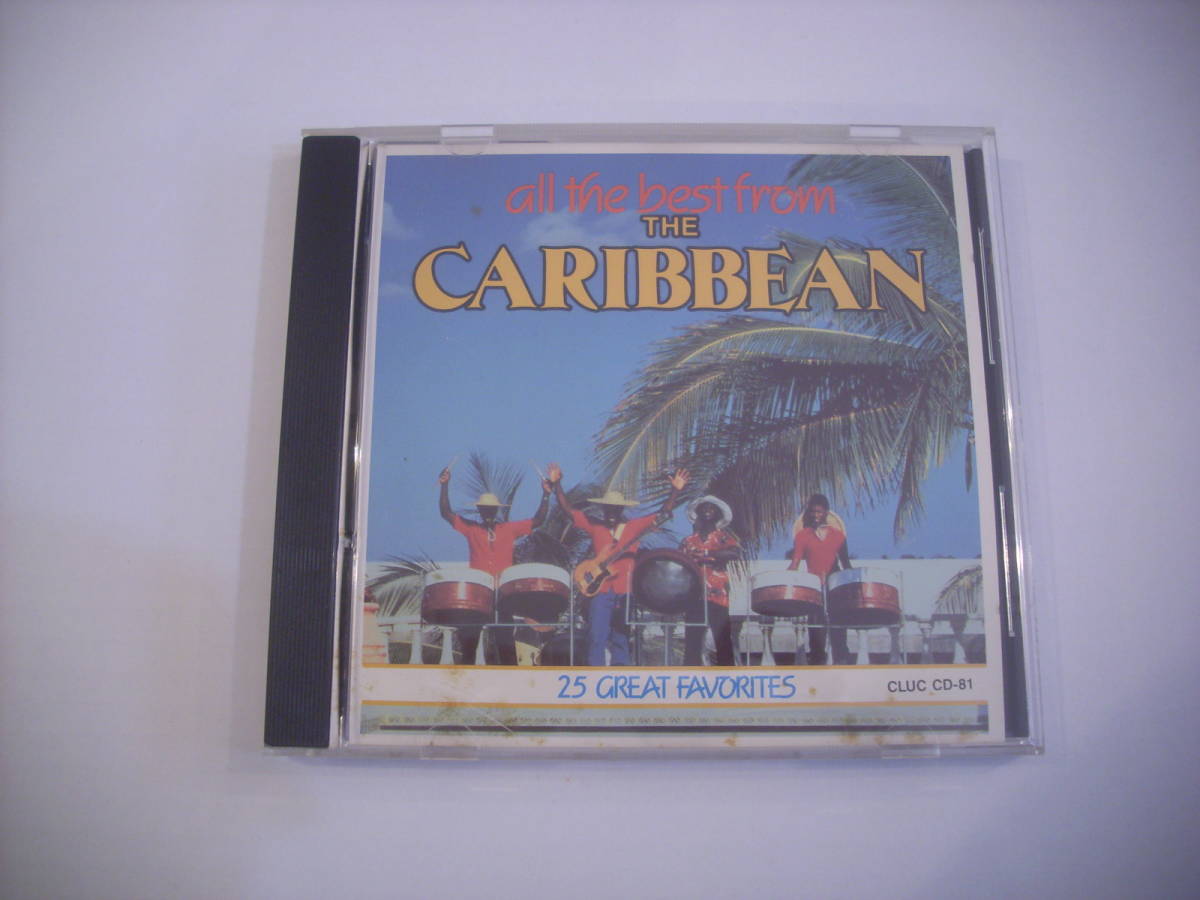 all the best from
THE
CARIBBEAN
25 GREAT FAVORITES
CLUC CD-81